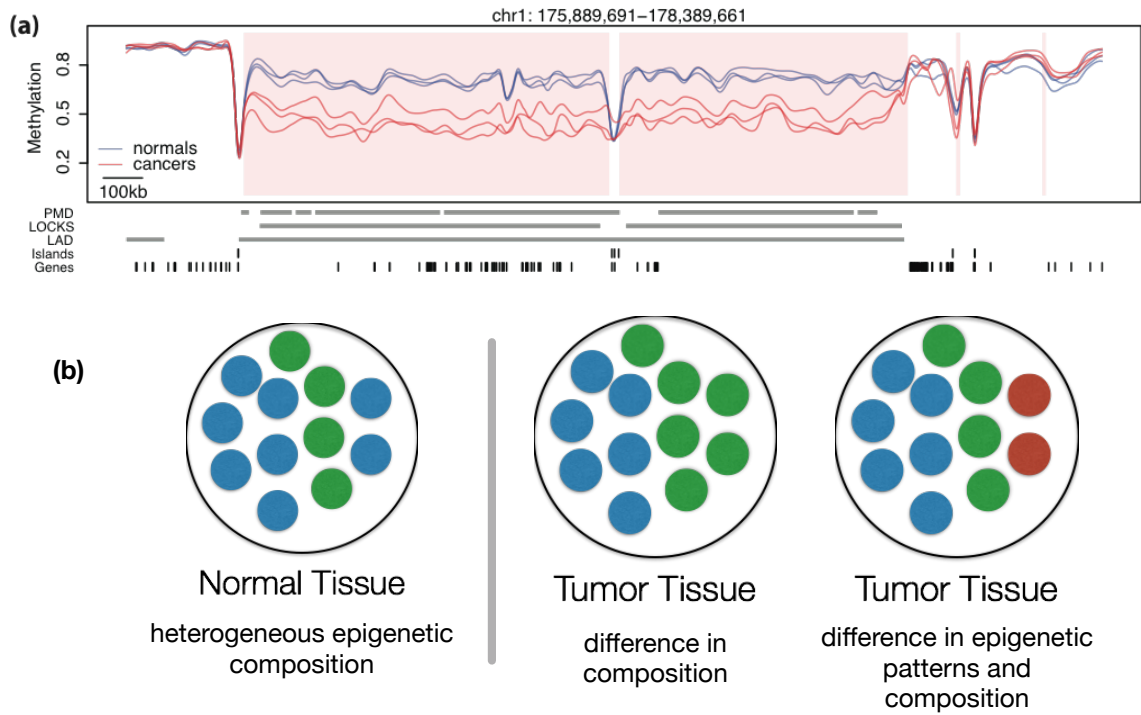 (a)
chr1: 175,889,691−178,389,661
Methylation
0.8
0.5
0.2
normals
cancers
100kb
PMD
LOCKS
LAD
Islands
Genes
(b)
Normal Tissue
heterogeneous epigenetic
composition
Tumor Tissue
difference in
composition
Tumor Tissue
difference in epigenetic
patterns and
composition